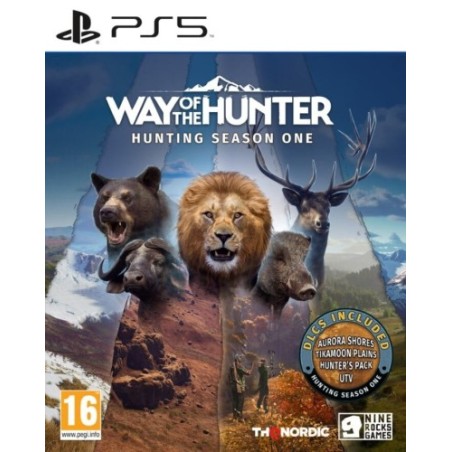 PS5
WAY OF THE HUNTER
HUNTING SEASON ONE
DLCS INCLUDED
AURORA SHORES
TIKAMOON PLAINS
HUNTER'S PACK
UTV
HUNTING SEASON ONE
16
www.pegi.info
THQ NORDIC
9 NINE
ROCKS
GAMES